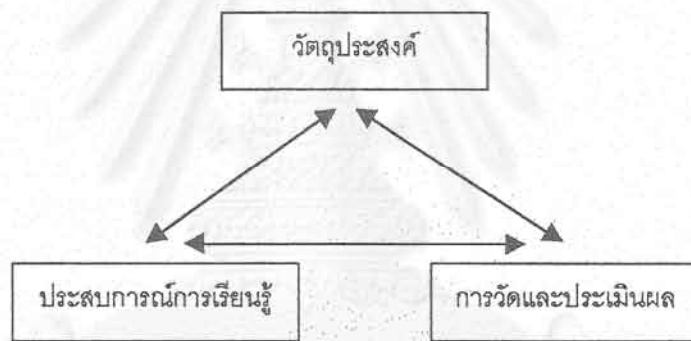 วัตถุประสงค์
ประสบการณ์การเรียนรู้
การวัดและประเมินผล